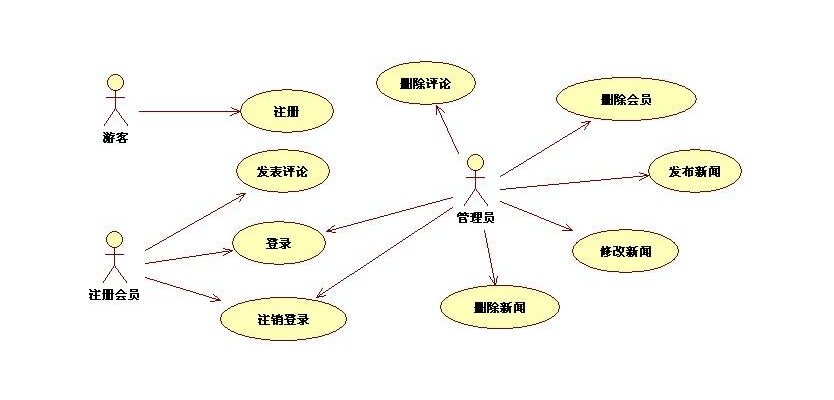 删除评论
删除会员
注册
游客
发表评论
发布新闻
管理员
登录
修改新闻
注册会员
注销登录
删除新闻